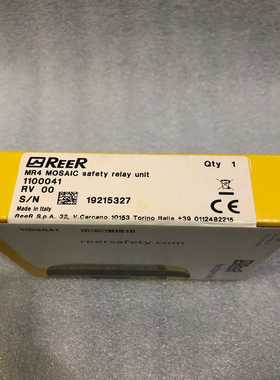 REER
Qty 1
MR4 MOSAIC safety relay unit
1100041
RV 00
S/N 19215327
Made in Italy
ReeR S.p.A. 32, V Carcano 10153 Torino Italia +39 0112482215
REER
reersafety.com